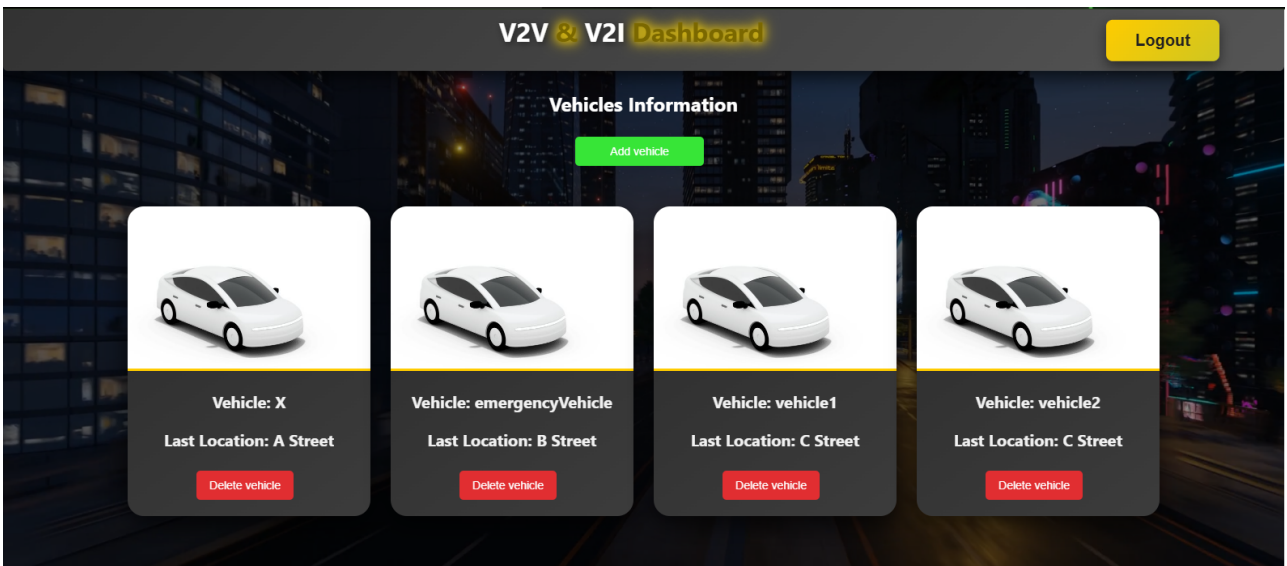 V2V & V2I Dashboard
Logout
Vehicles Information
Add vehicle
Vehicle: X
Last Location: A Street
Delete vehicle
Vehicle: emergencyVehicle
Last Location: B Street
Delete vehicle
Vehicle: vehicle1
Last Location: C Street
Delete vehicle
Vehicle: vehicle2
Last Location: C Street
Delete vehicle